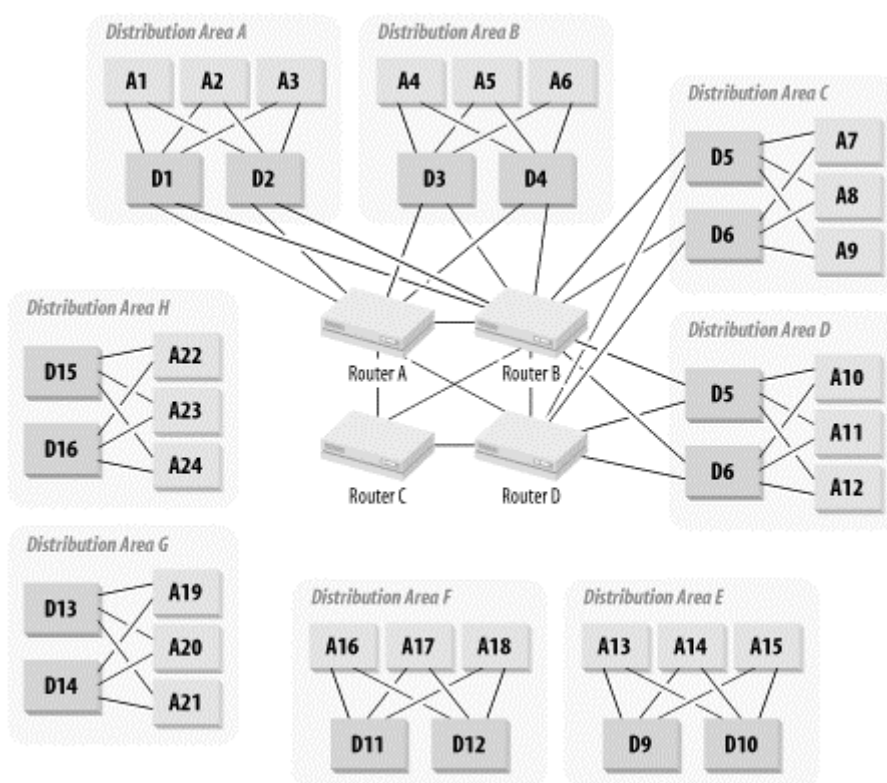 Distribution Area A
A1 A2 A3
D1 D2
Distribution Area B
A4 A5 A6
D3 D4
Distribution Area C
D5 A7
A8
D6 A9
Distribution Area H
D15 A22
A23
D16 A24
Router A Router B
Router C Router D
Distribution Area D
D5 A10
A11
D6 A12
Distribution Area G
D13 A19
A20
D14 A21
Distribution Area F
A16 A17 A18
D11 D12
Distribution Area E
A13 A14 A15
D9 D10